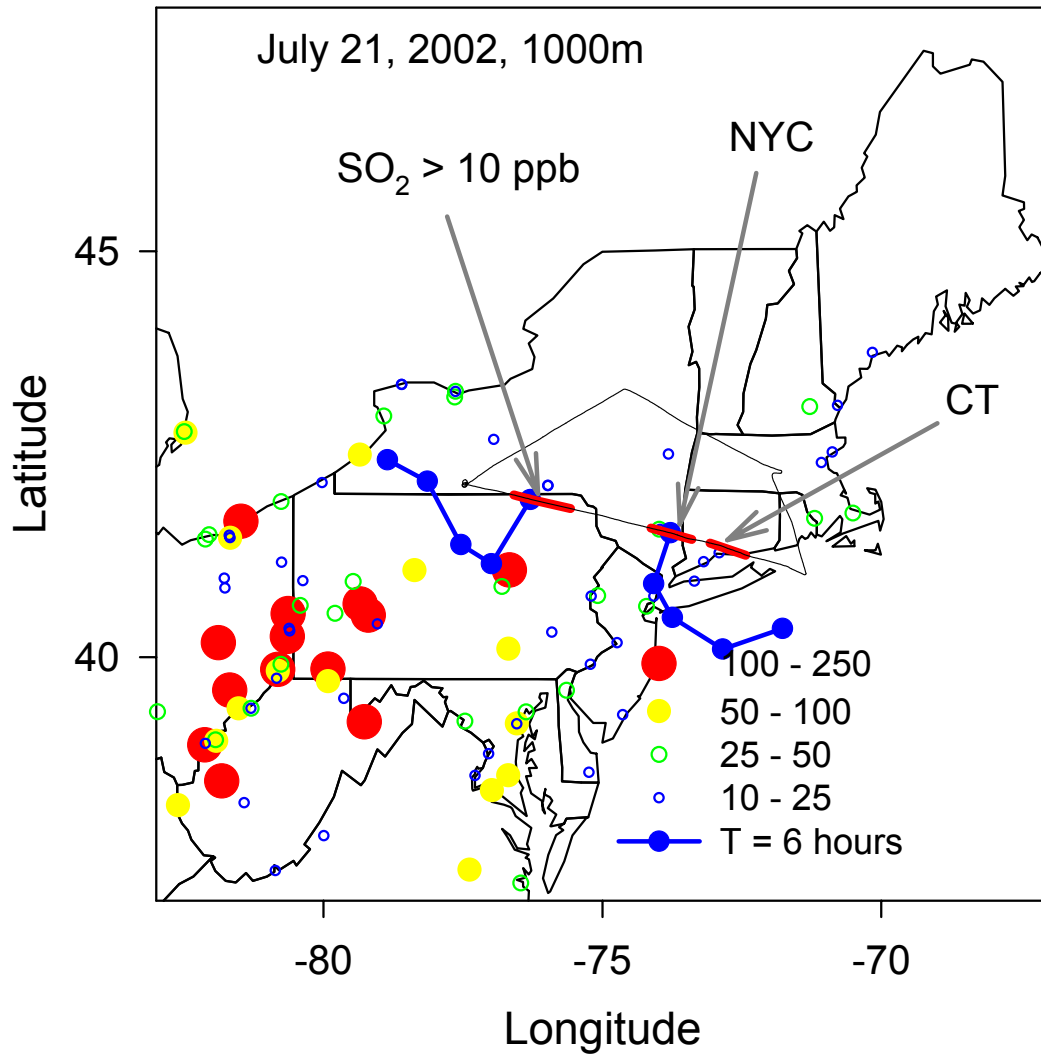 July 21, 2002, 1000m
NYC
SO₂ > 10 ppb
CT
45
40
Latitude
100 - 250
50 - 100
25 - 50
10 - 25
T = 6 hours
-80
-75
-70
Longitude